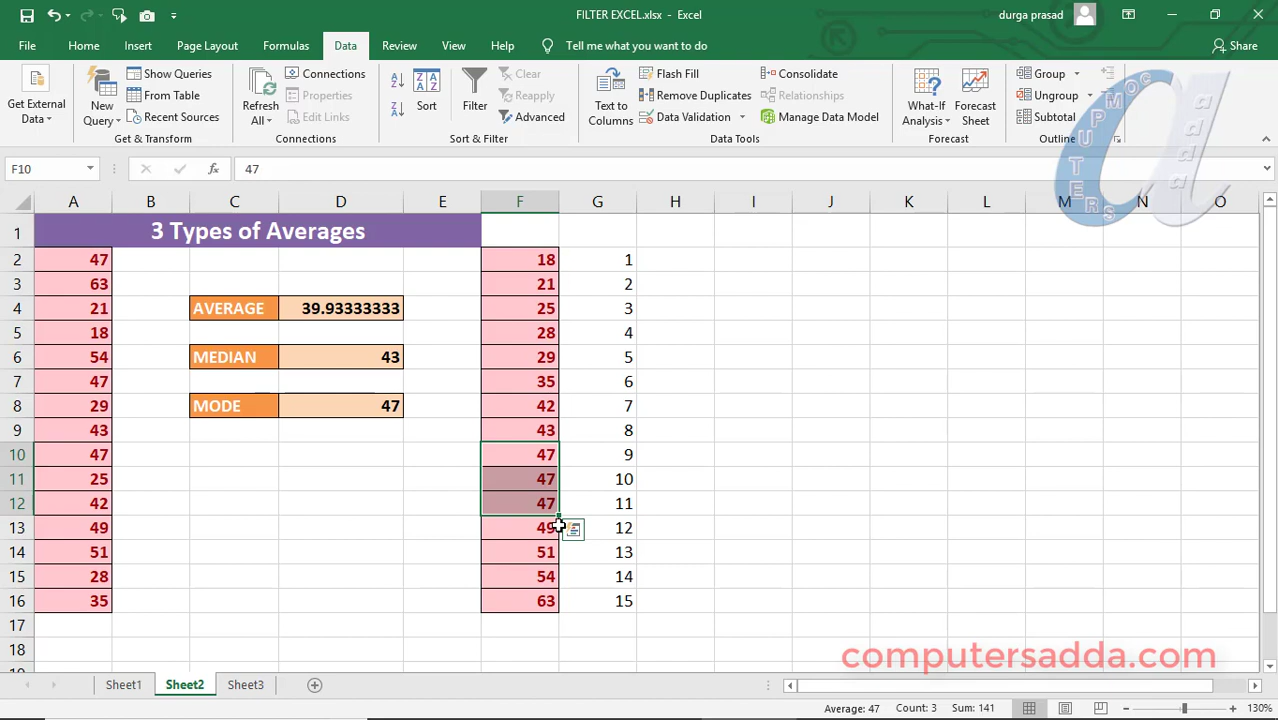 FILTER EXCEL.xlsx - Excel
durga prasad
File Home Insert Page Layout Formulas Data Review View Help Tell me what you want to do Share
Get External Data
New Query
Show Queries
From Table
Recent Sources
Get & Transform
Refresh All
Connections
Properties
Edit Links
Connections
Sort
Filter
Clear
Reapply
Advanced
Sort & Filter
Text to Columns
Flash Fill
Remove Duplicates
Data Validation
Consolidate
Relationships
Manage Data Model
Data Tools
What-If Analysis
Forecast Sheet
Forecast
Group
Ungroup
Subtotal
Outline
COMPUTERS
adda
F10 fx 47
A B C D E F G H I J K L M N O
1 3 Types of Averages
2 47 18 1
3 63 21 2
4 21 AVERAGE 39.93333333 25 3
5 18 28 4
6 54 MEDIAN 43 29 5
7 47 35 6
8 29 MODE 47 42 7
9 43 43 8
10 47 47 9
11 25 47 10
12 42 47 11
13 49 49 12
14 51 51 13
15 28 54 14
16 35 63 15
17
18
computersadda.com
Sheet1 Sheet2 Sheet3
Average: 47 Count: 3 Sum: 141 130%